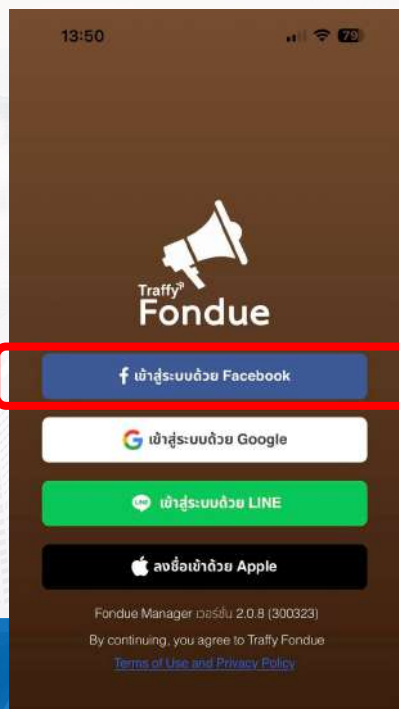 13:50
79
Traffy
Fondue
f เข้าสู่ระบบด้วย Facebook
G เข้าสู่ระบบด้วย Google
LINE เข้าสู่ระบบด้วย LINE
ลงชื่อเข้าด้วย Apple
Fondue Manager เวอร์ชั่น 2.0.8 (300323)
By continuing, you agree to Traffy Fondue
Terms of Use and Privacy Policy